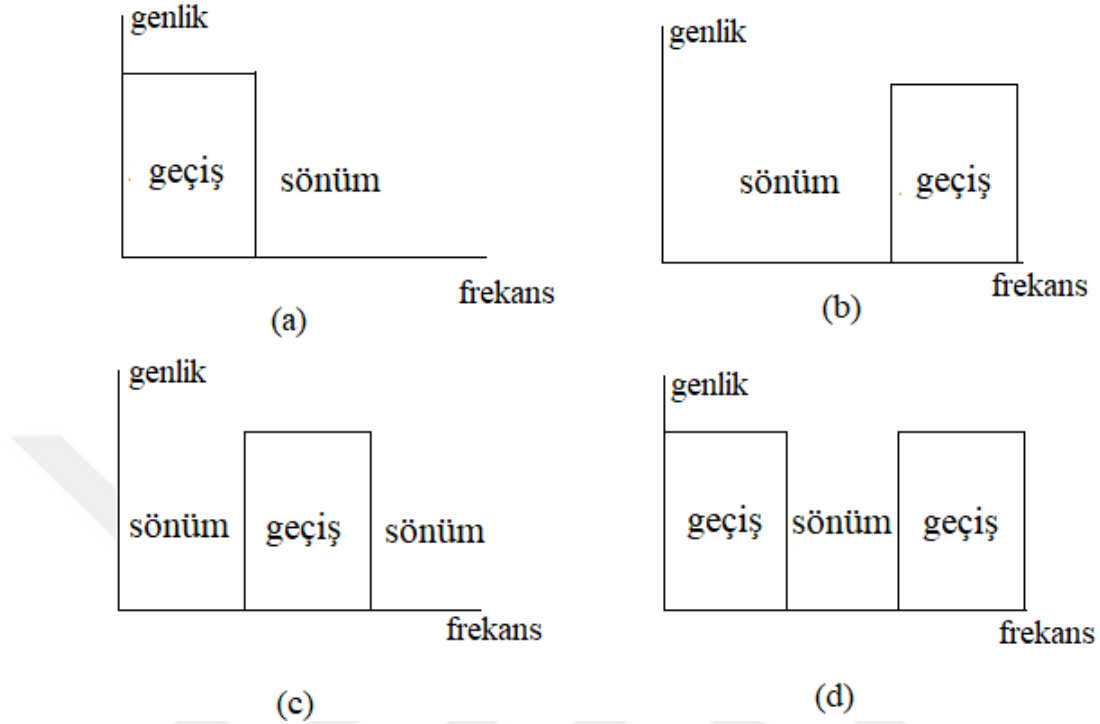 genlik
geçiş
sönüm
frekans
(a)
genlik
sönüm
geçiş
frekans
(b)
genlik
sönüm
geçiş
sönüm
frekans
(c)
genlik
geçiş
sönüm
geçiş
frekans
(d)